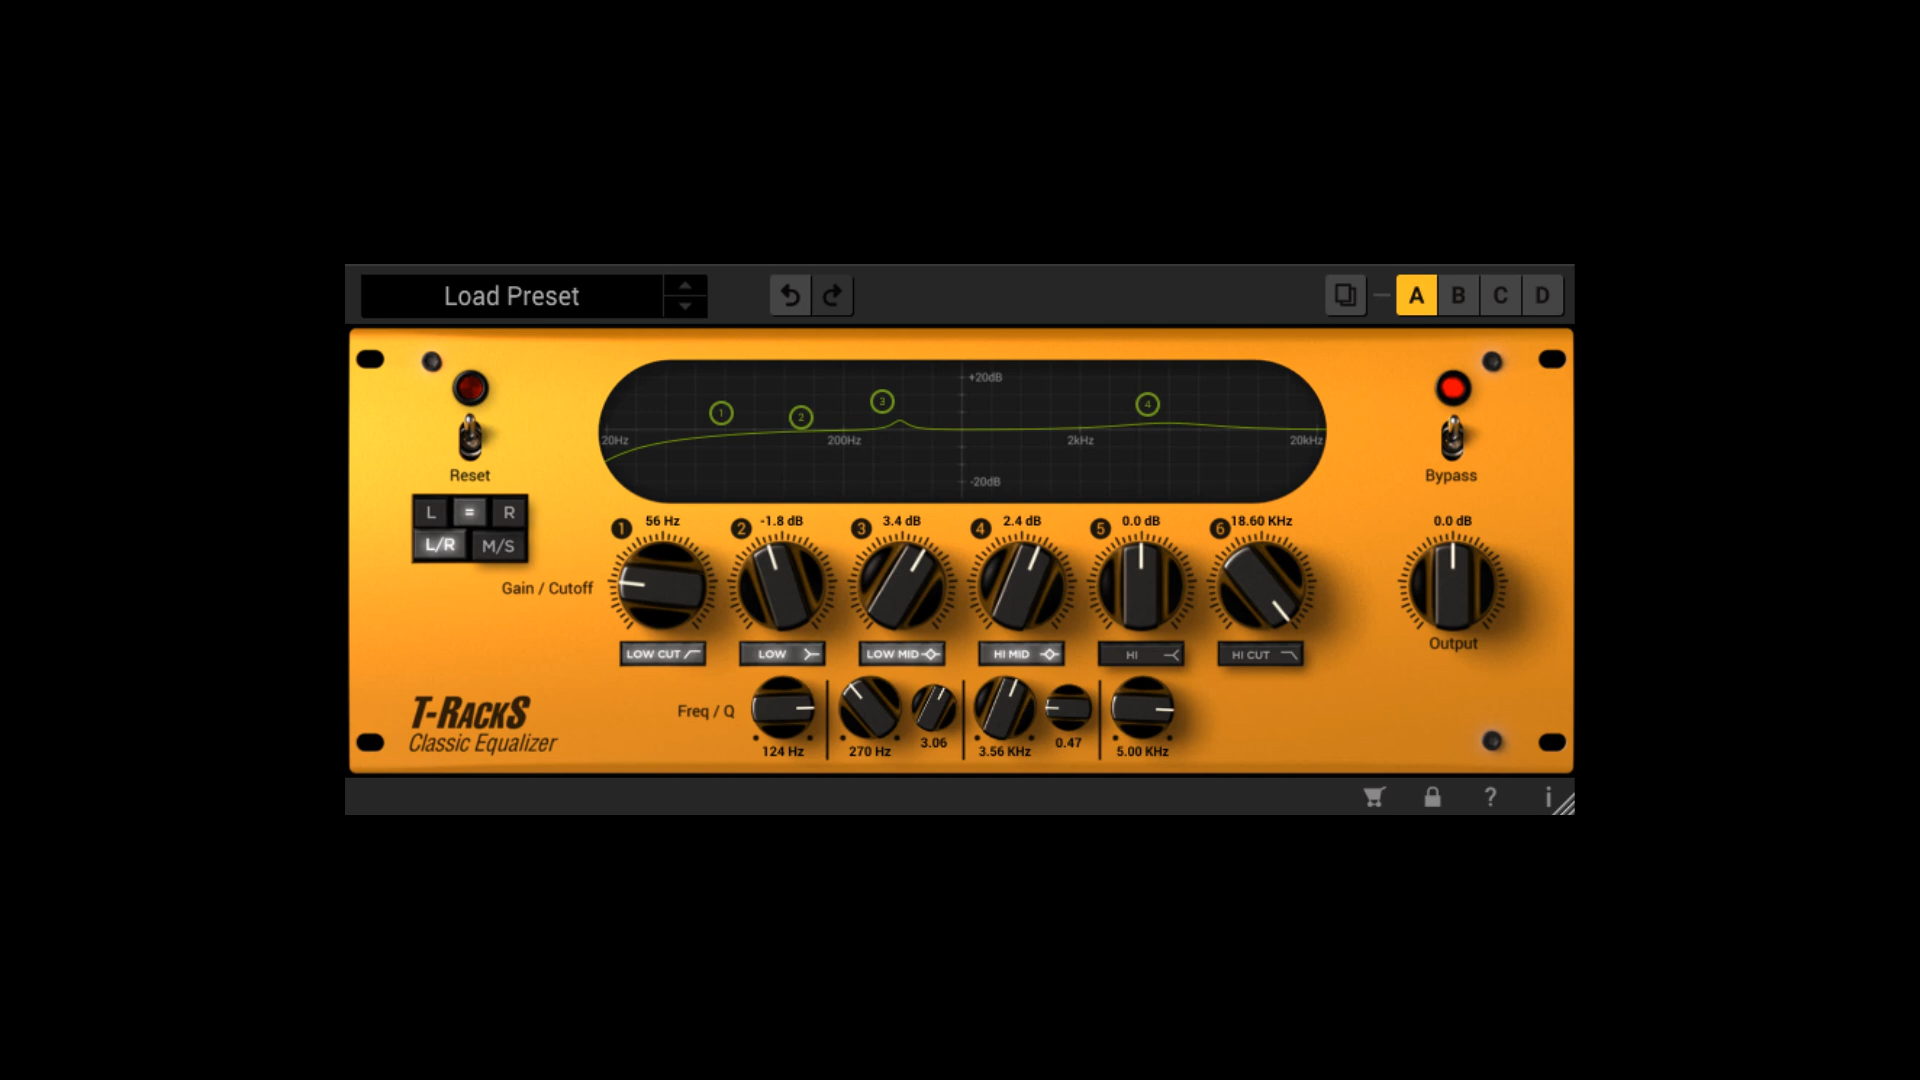 Load Preset
A B C D
Reset
L = R
L/R M/S
+20dB
1 2 3 4
20Hz 200Hz 2kHz 20kHz
-20dB
Bypass
1 56 Hz 2 -1.8 dB 3 3.4 dB 4 2.4 dB 5 0.0 dB 6 18.60 KHz 0.0 dB
Gain / Cutoff
LOW CUT LOW LOW MID HI MID HI HI CUT Output
Freq / Q
124 Hz 270 Hz 3.06 3.56 KHz 0.47 5.00 KHz
T-RackS
Classic Equalizer
? i